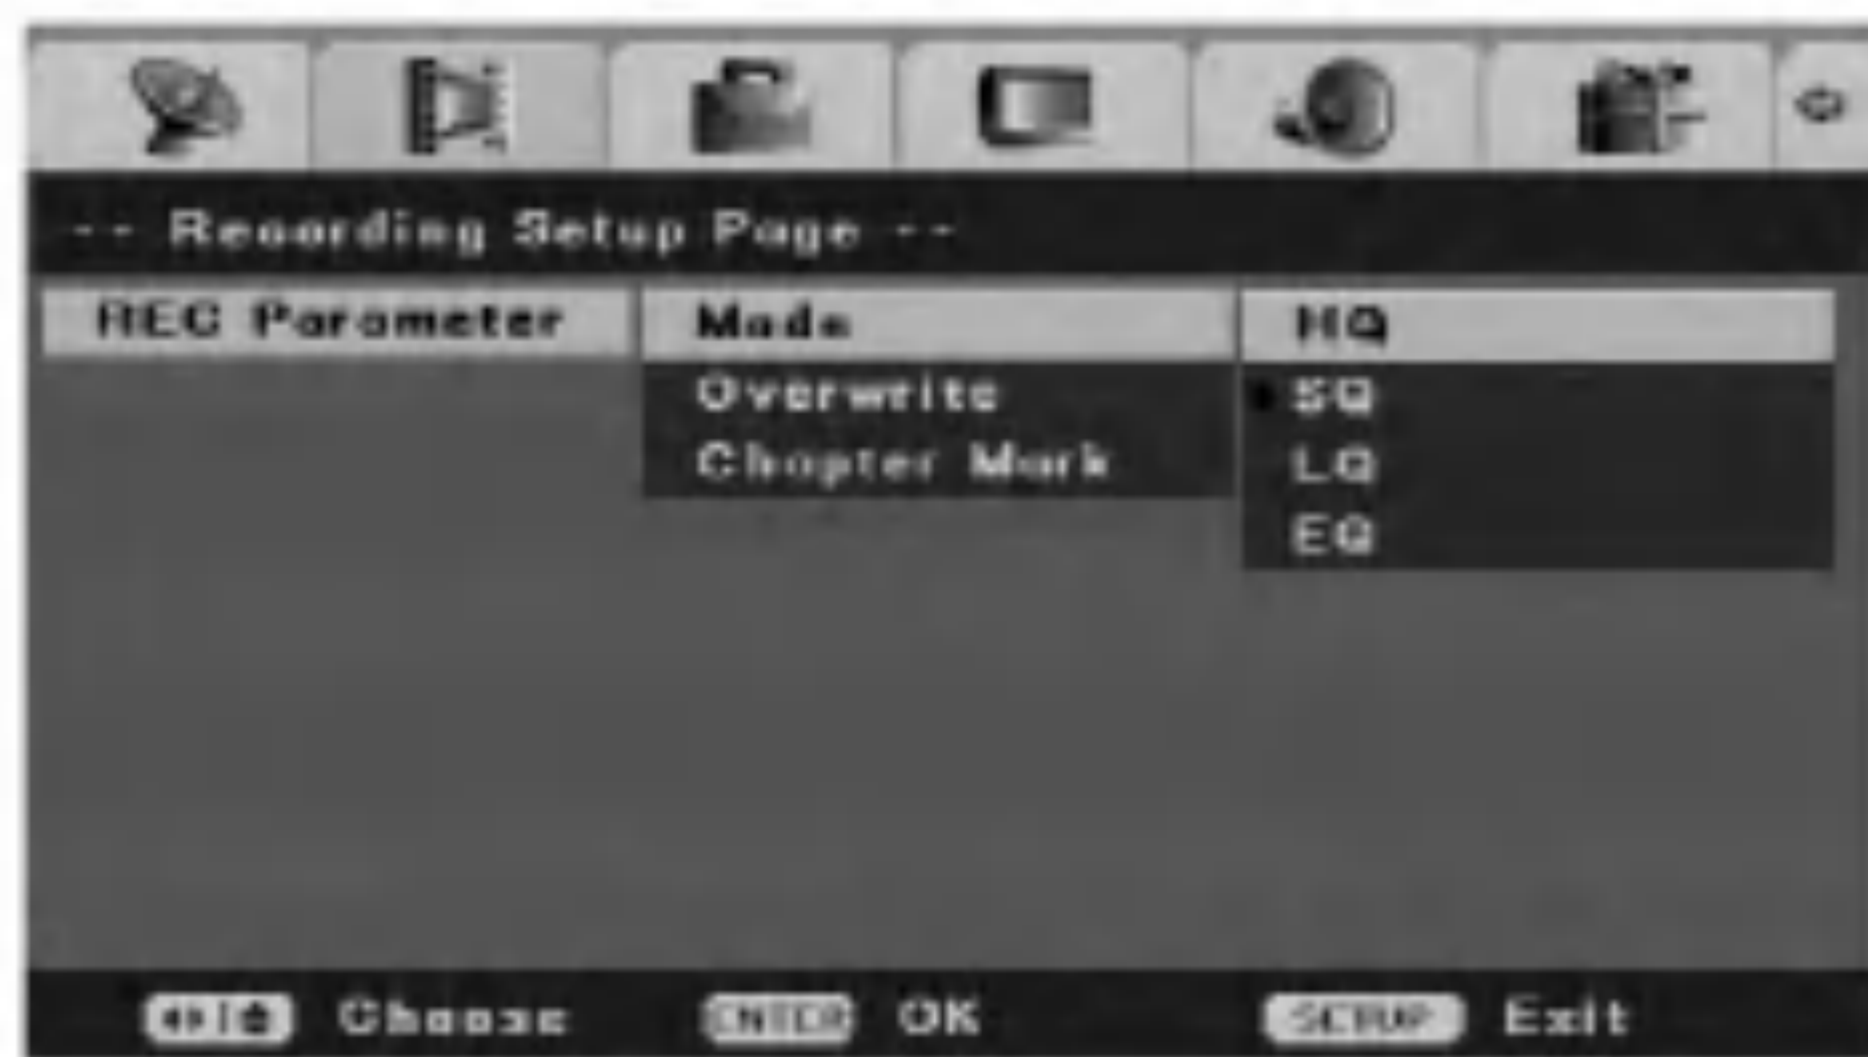 -- Recording Setup Page --
REC Parameter Mode HQ
Overwrite SQ
Chapter Mark LQ
EQ
Choose ENTER OK SETUP Exit